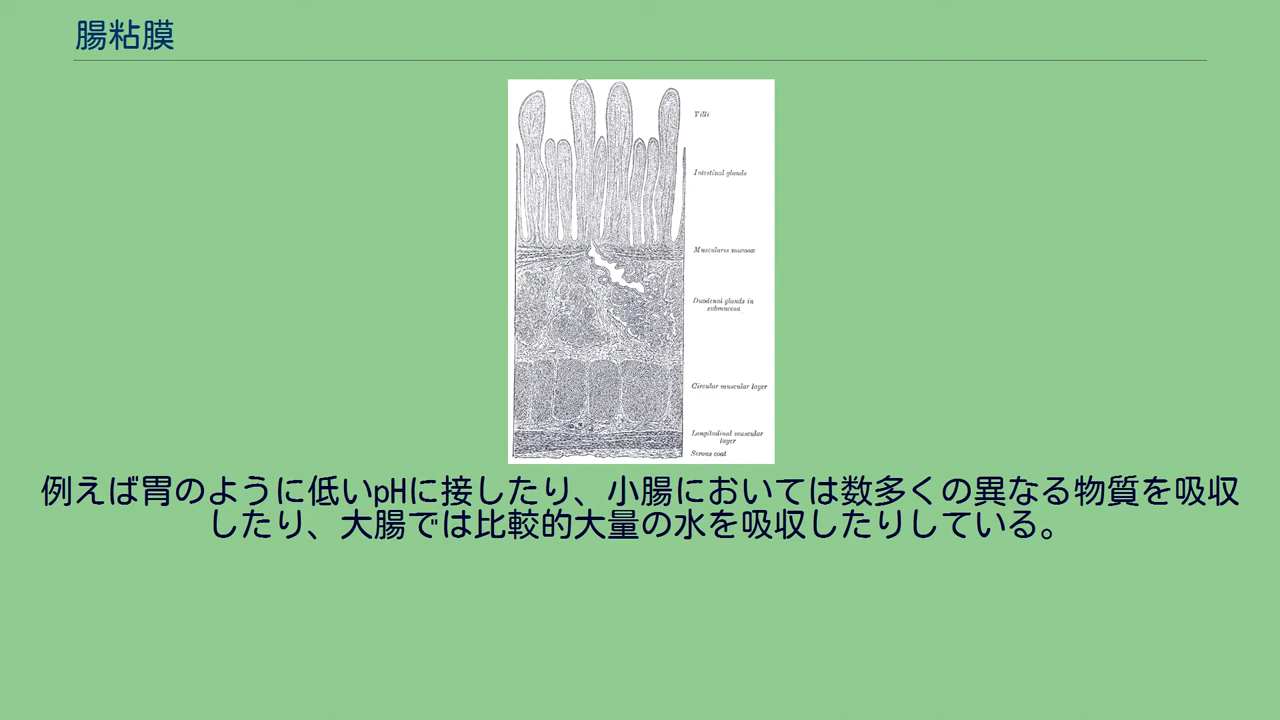 腸粘膜
Villi
Intestinal glands
Muscularis mucosæ
Duodenal glands in
submucosa
Circular muscular layer
Longitudinal muscular
layer
Serous coat
例えば胃のように低いpHに接したり、小腸においては数多くの異なる物質を吸収
したり、大腸では比較的大量の水を吸収したりしている。